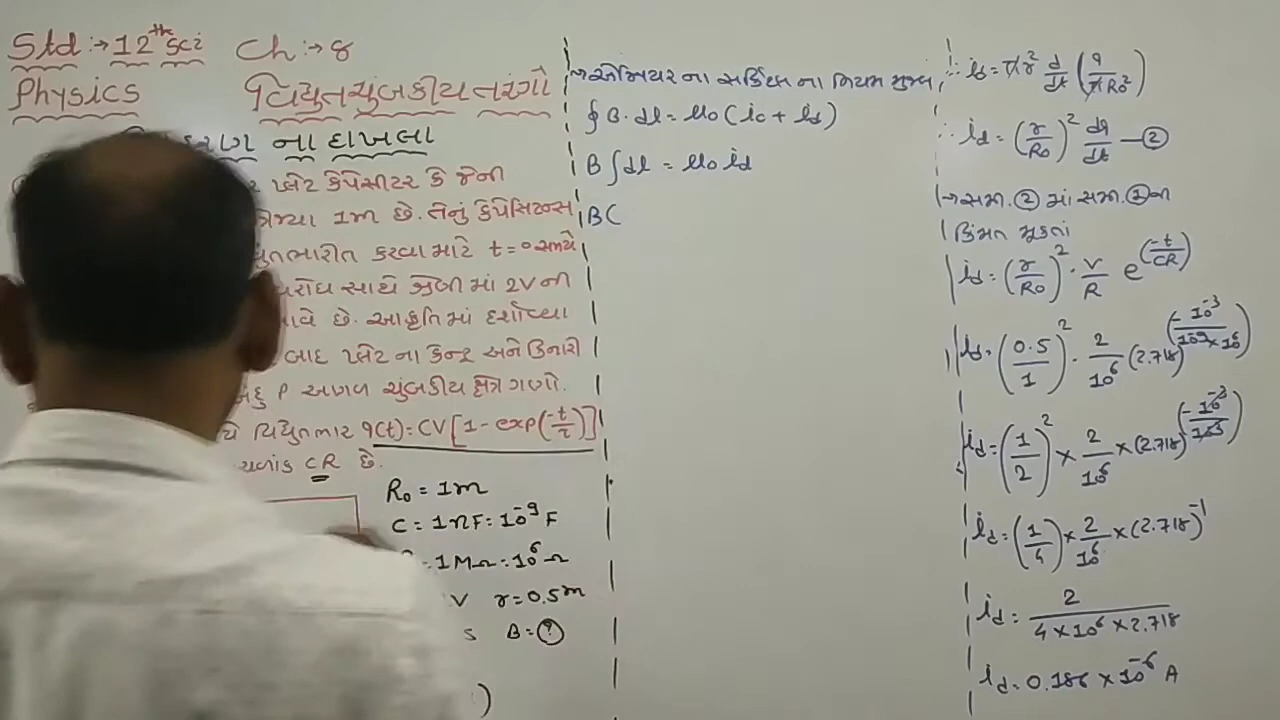 Std :→ 12th Sci Ch :→ 8
Physics વિદ્યુતચુંબકીય તરંગો
ના દાખલા
પ્લેટ કેપેસીટર કે જેની
ત્રિજ્યા 1m છે. તેનું કેપેસિટન્સ
કરવા માટે t=0 સમયે
સાથે શ્રેણીમાં 2V ની
આવે છે. આકૃતિમાં દર્શાવ્યા
બાદ પ્લેટ ના કેન્દ્ર અને કિનારી
P આગળ ચુંબકીય ક્ષેત્ર ગણો.
વિદ્યુતભાર q(t)=CV[1-exp(-t/τ)]
CR છે.
R₀ = 1m
C = 1nF = 10⁻⁹ F
= 1MΩ = 10⁶ Ω
V r = 0.5m
S B = ?
)
→ એમ્પિયર ના સર્કિટલ ના નિયમ મુજબ,
∮B·dl = μ₀(ic + id)
B∫dl = μ₀ id
BC
∴ id = πr² d/dt (q/πR₀²)
∴ id = (r/R₀)² dq/dt —②
→ સમી. ② માં સમી. ① ની
કિંમત મૂકતાં
id = (r/R₀)² · V/R e^(-t/CR)
id = (0.5/1)² · 2/10⁶ (2.718)^(-10⁻³/10⁻⁹×10⁶)
id = (1/2)² × 2/10⁶ × (2.718)^(-10⁻³/10⁻³)
id = (1/4) × 2/10⁶ × (2.718)⁻¹
id = 2/4×10⁶×2.718
id = 0.186 × 10⁻⁶ A